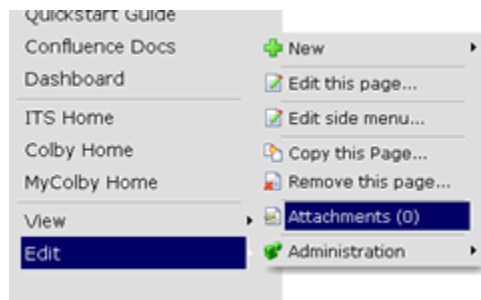 Quickstart Guide
Confluence Docs
Dashboard
ITS Home
Colby Home
MyColby Home
View
Edit
New
Edit this page...
Edit side menu...
Copy this Page...
Remove this page...
Attachments (0)
Administration